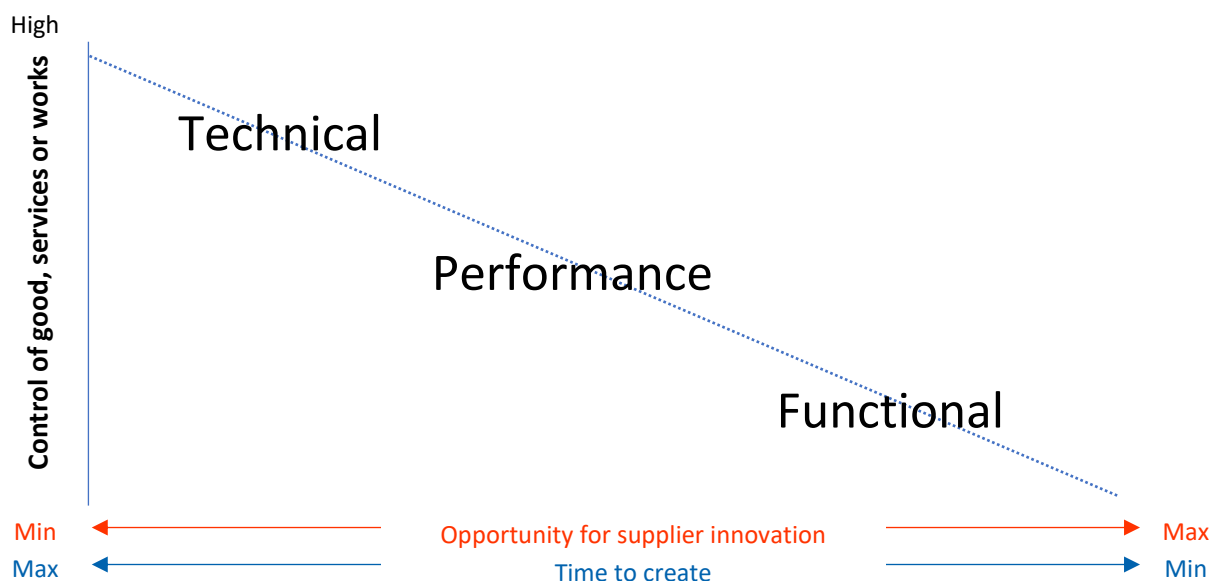 High
Control of good, services or works
Technical
Performance
Functional
Min Opportunity for supplier innovation Max
Max Time to create Min